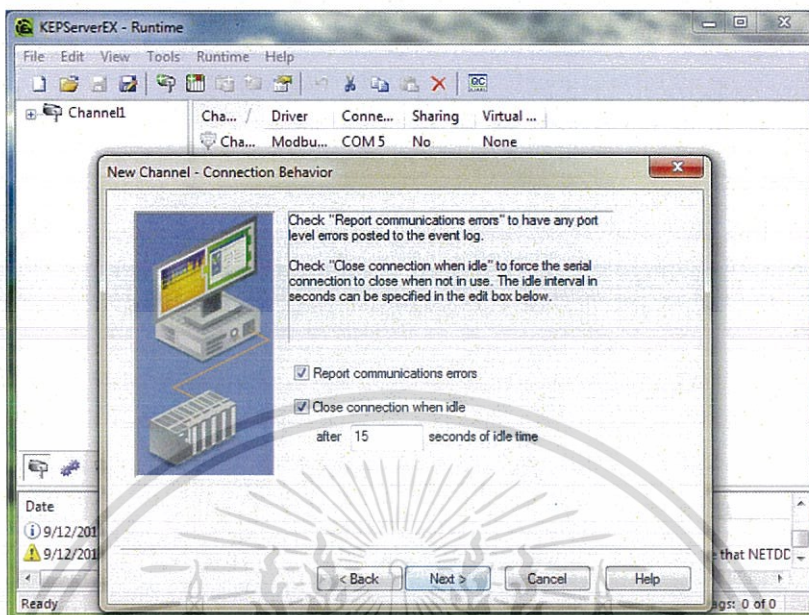 KEPServerEX - Runtime
File Edit View Tools Runtime Help
Channel1
Cha... / Driver Conne... Sharing Virtual ...
Cha... Modbu... COM 5 No None
New Channel - Connection Behavior
Check "Report communications errors" to have any port
level errors posted to the event log.
Check "Close connection when idle" to force the serial
connection to close when not in use. The idle interval in
seconds can be specified in the edit box below.
Report communications errors
Close connection when idle
after 15 seconds of idle time
Date
9/12/201
9/12/201 e that NETDD
< Back Next > Cancel Help
Ready ags: 0 of 0